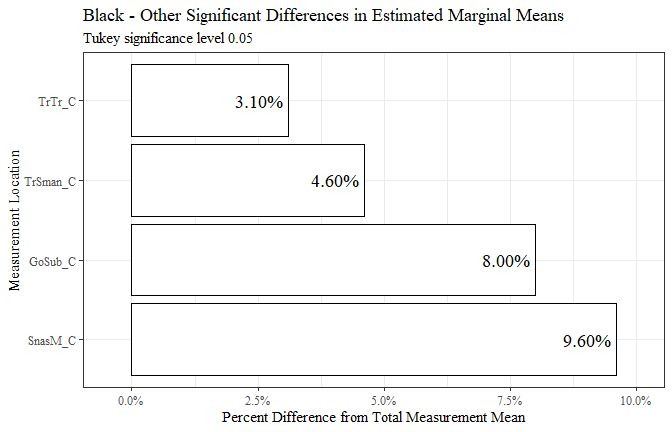 Black - Other Significant Differences in Estimated Marginal Means
Tukey significance level 0.05
Measurement Location
TrTr_C
3.10%
TrSman_C
4.60%
GoSub_C
8.00%
SnasM_C
9.60%
0.0%
2.5%
5.0%
7.5%
10.0%
Percent Difference from Total Measurement Mean